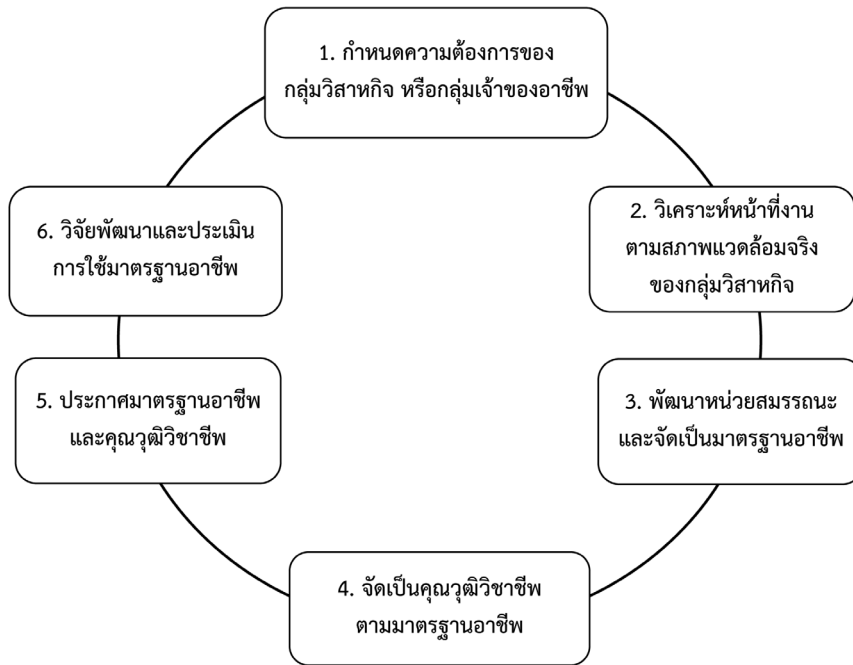 1. กำหนดความต้องการของ
กลุ่มวิสาหกิจ หรือกลุ่มเจ้าของอาชีพ
2. วิเคราะห์หน้าที่งาน
ตามสภาพแวดล้อมจริง
ของกลุ่มวิสาหกิจ
3. พัฒนาหน่วยสมรรถนะ
และจัดเป็นมาตรฐานอาชีพ
4. จัดเป็นคุณวุฒิวิชาชีพ
ตามมาตรฐานอาชีพ
5. ประกาศมาตรฐานอาชีพ
และคุณวุฒิวิชาชีพ
6. วิจัยพัฒนาและประเมิน
การใช้มาตรฐานอาชีพ